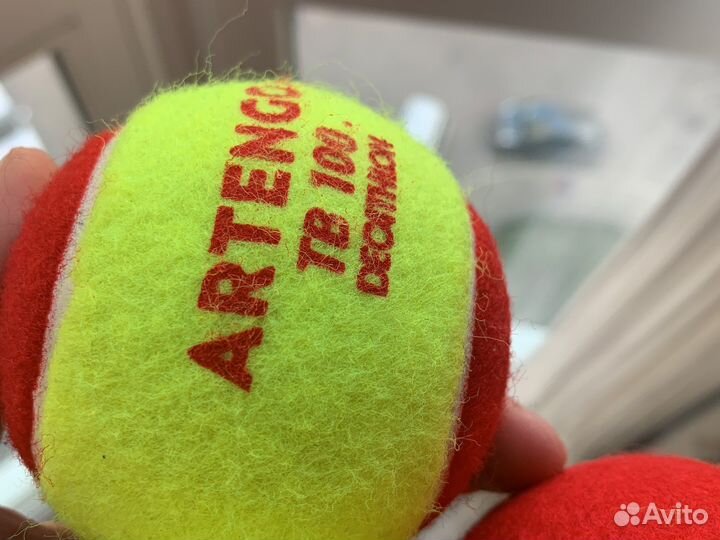 ARTENGO
TB 100.
DECATHLON
Avito